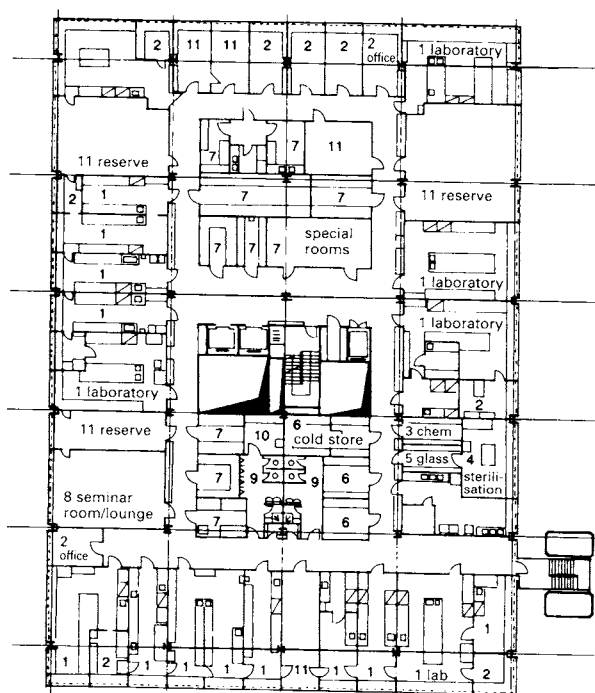 2
11
11
2
2
2
2
office
1 laboratory
7
7
11
11 reserve
7
7
11 reserve
2
1
1
special
rooms
7
7
7
1
1 laboratory
1
1 laboratory
1 laboratory
2
11 reserve
7
10
6
cold store
3 chem
5 glass
4
sterili-
sation
7
9
9
6
8 seminar
room/lounge
7
6
2
office
1
2
1
1
1
1
11
1
1
1 lab
1
2